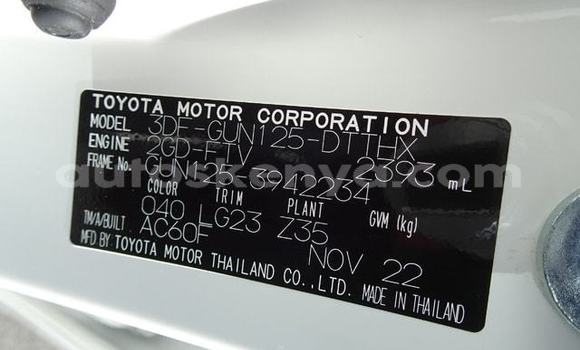 TOYOTA MOTOR CORPORATION
MODEL 3DF-GUN125-DTTHX
ENGINE 2GD-FTV 2393 mL
FRAME No. GUN125-3942234
COLOR TRIM PLANT GVM (kg)
040 LG23 Z35
TM/A/BUILT AC60F NOV 22
MFD BY TOYOTA MOTOR THAILAND CO.,LTD. MADE IN THAILAND